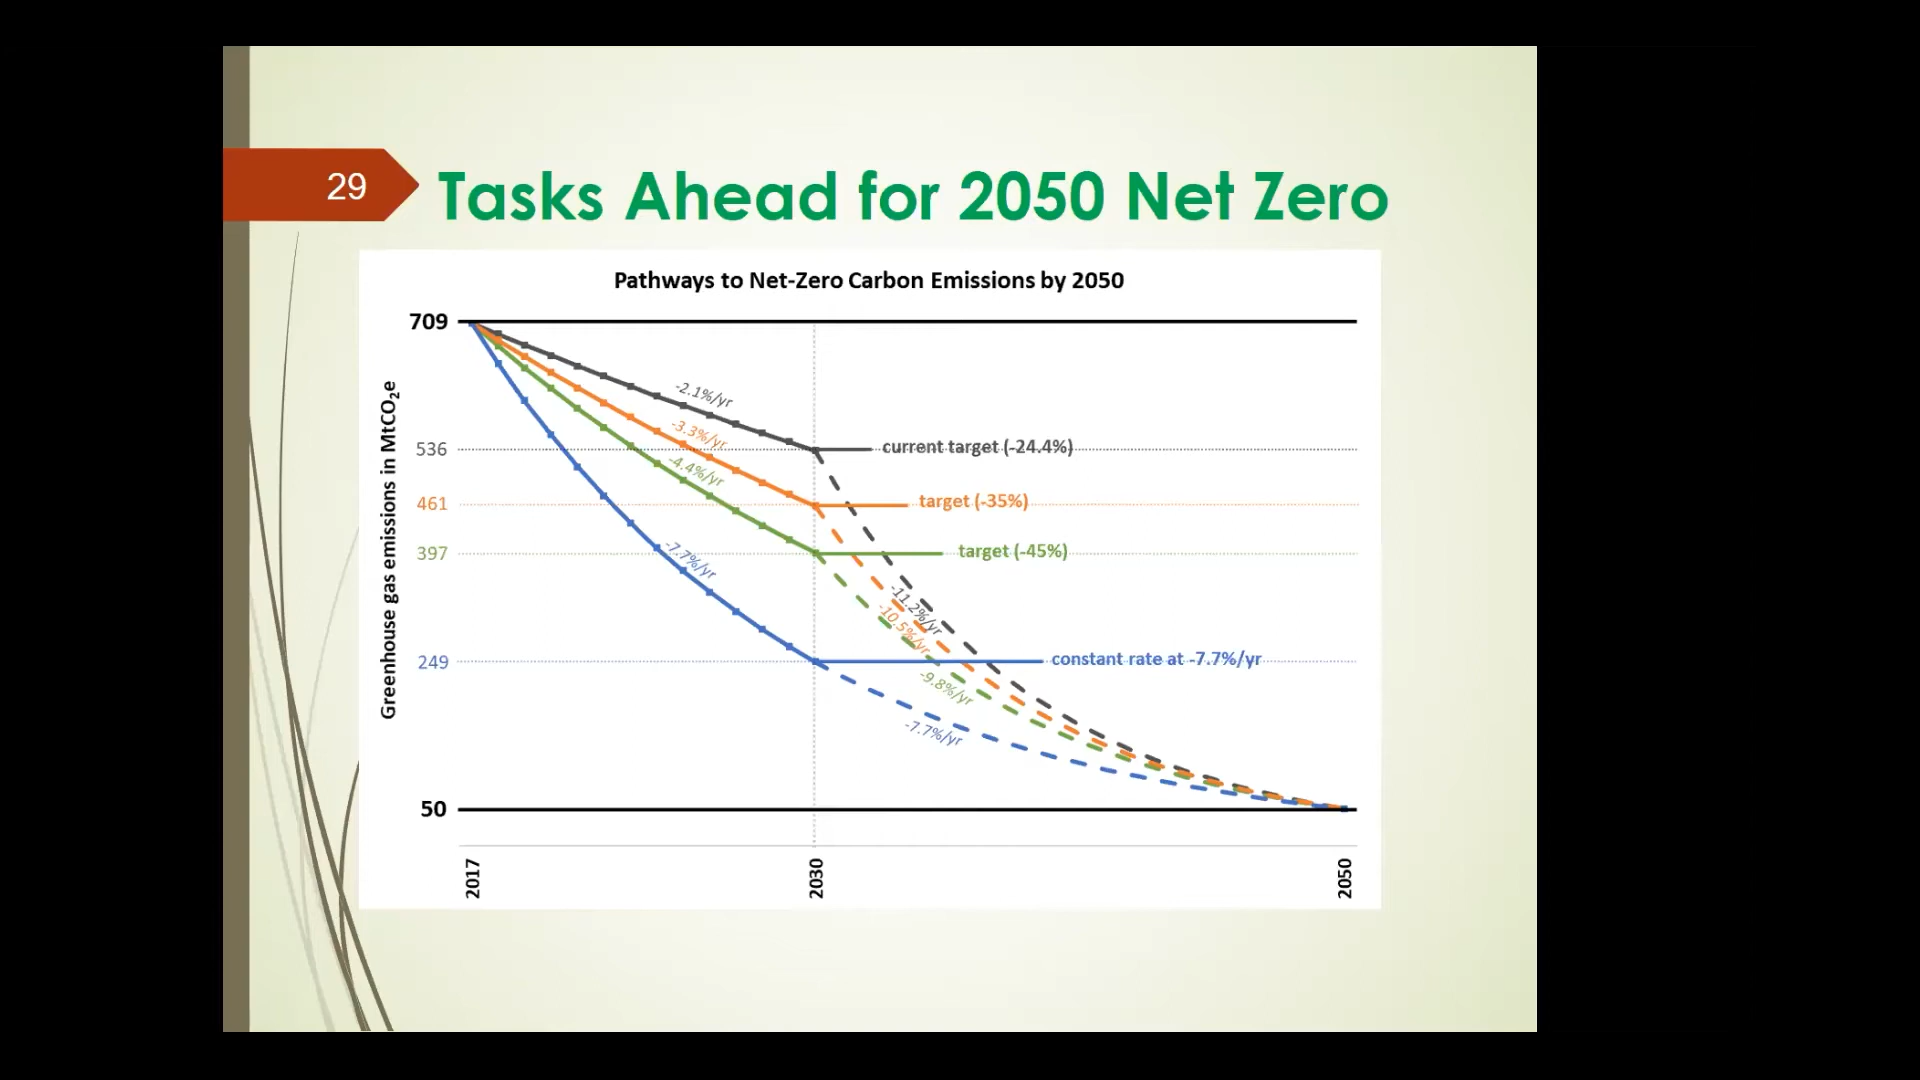 29
Tasks Ahead for 2050 Net Zero
Pathways to Net-Zero Carbon Emissions by 2050
Greenhouse gas emissions in MtCO₂e
709
-2.1%/yr
-3.3%/yr
536
current target (-24.4%)
-4.4%/yr
461
target (-35%)
397
target (-45%)
-7.7%/yr
-11.2%/yr
-10.5%/yr
249
constant rate at -7.7%/yr
-9.8%/yr
-7.7%/yr
50
2017
2030
2050